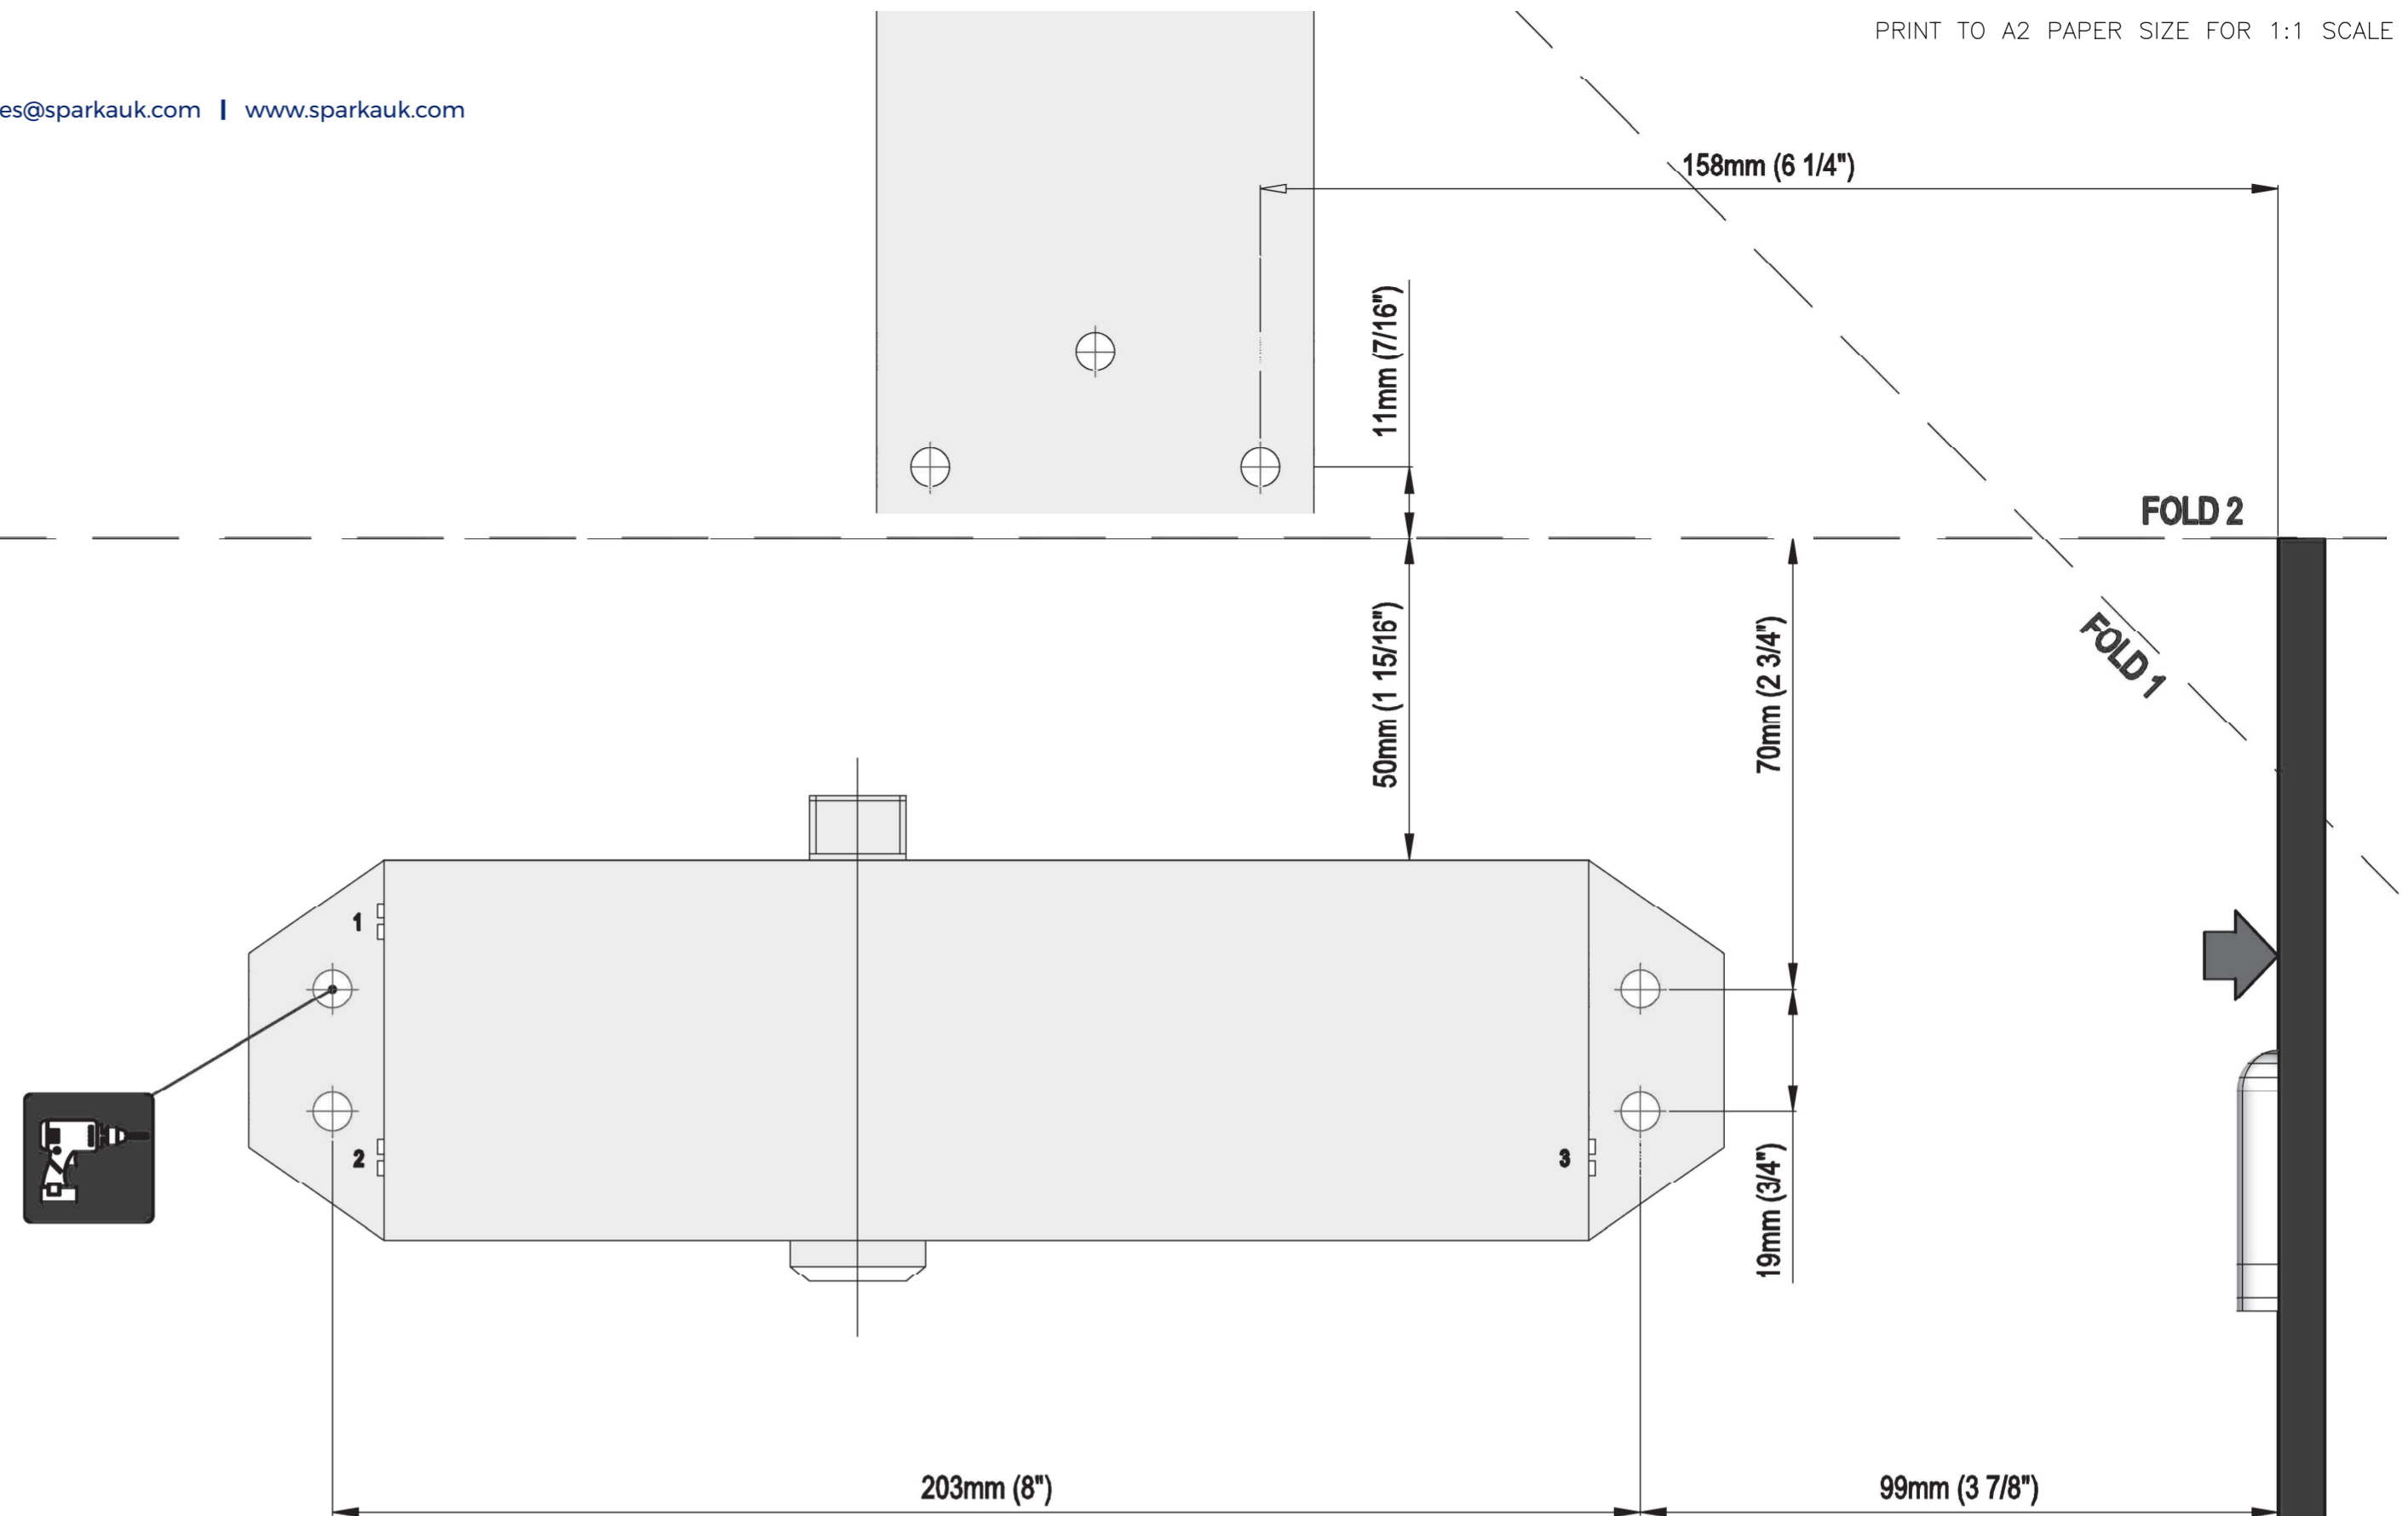 PRINT TO A2 PAPER SIZE FOR 1:1 SCALE
es@sparkauk.com | www.sparkauk.com
158mm (6 1/4")
11mm (7/16")
FOLD 2
50mm (1 15/16")
70mm (2 3/4")
FOLD 1
1
2
3
19mm (3/4")
203mm (8")
99mm (3 7/8")